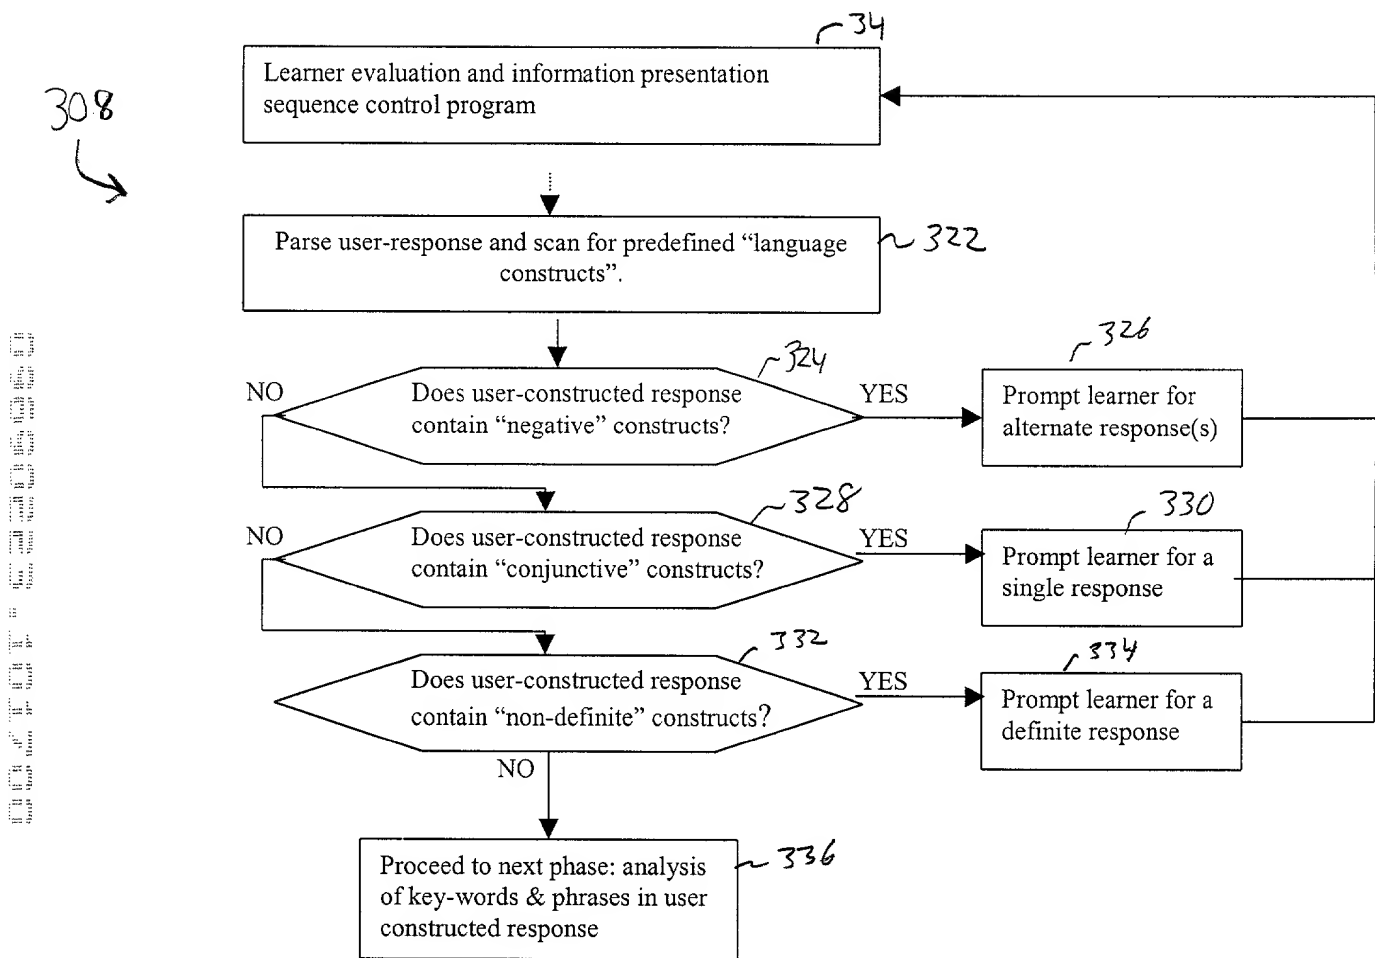 34
Learner evaluation and information presentation
sequence control program
308
Parse user-response and scan for predefined “language
constructs”.
322
324
326
NO
Does user-constructed response
contain “negative” constructs?
YES
Prompt learner for
alternate response(s)
328
330
NO
Does user-constructed response
contain “conjunctive” constructs?
YES
Prompt learner for a
single response
332
334
Does user-constructed response
contain “non-definite” constructs?
YES
Prompt learner for a
definite response
NO
336
Proceed to next phase: analysis
of key-words & phrases in user
constructed response